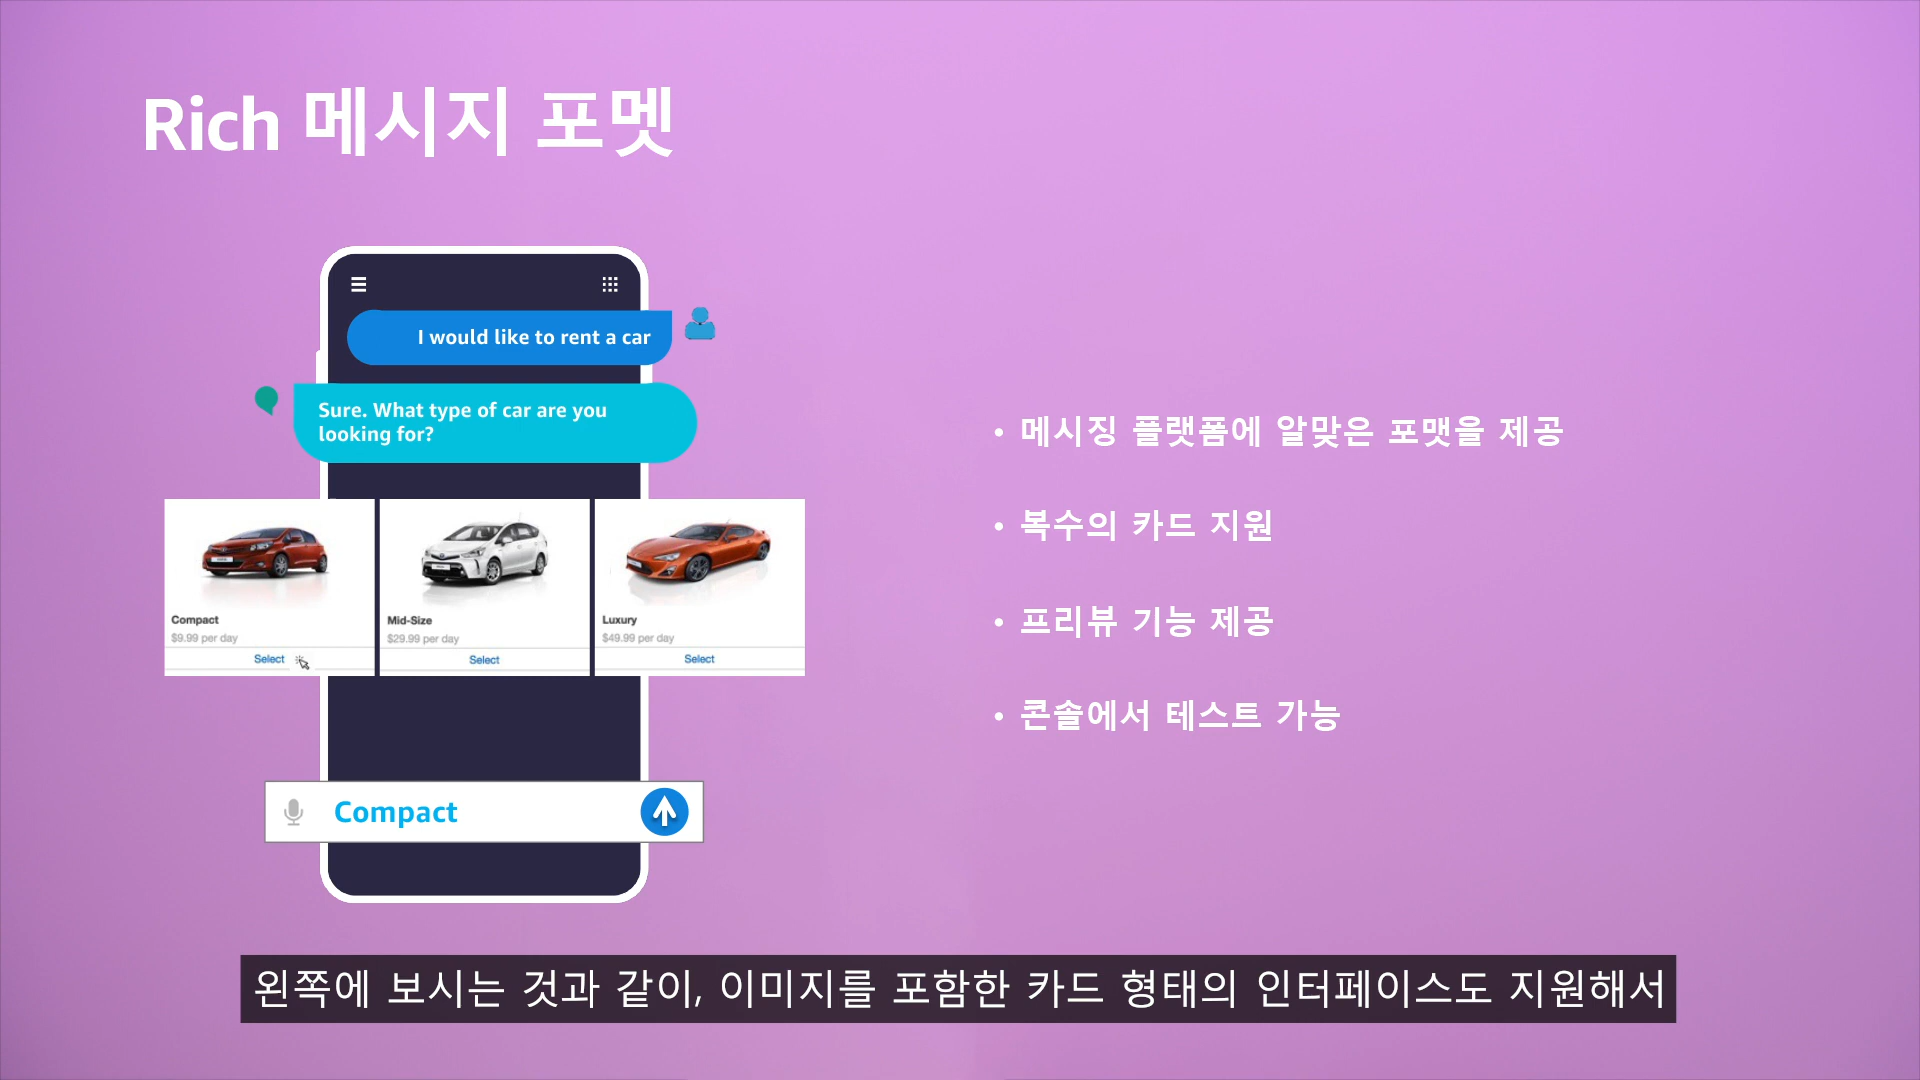 Rich 메시지 포멧
I would like to rent a car
Sure. What type of car are you
looking for?
Compact
$9.99 per day
Select
Mid-Size
$29.99 per day
Select
Luxury
$49.99 per day
Select
Compact
• 메시징 플랫폼에 알맞은 포맷을 제공
• 복수의 카드 지원
• 프리뷰 기능 제공
• 콘솔에서 테스트 가능
왼쪽에 보시는 것과 같이, 이미지를 포함한 카드 형태의 인터페이스도 지원해서